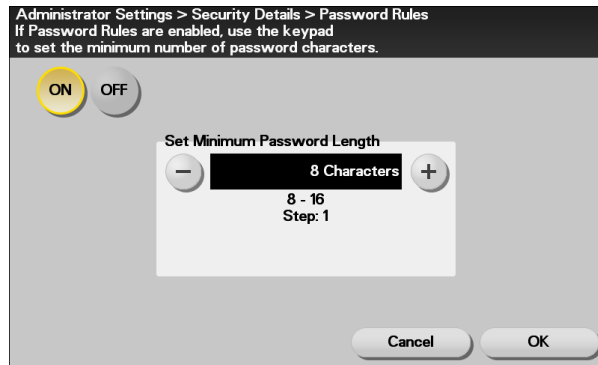 Administrator Settings > Security Details > Password Rules
If Password Rules are enabled, use the keypad
to set the minimum number of password characters.
ON OFF
Set Minimum Password Length
− 8 Characters +
8 - 16
Step: 1
Cancel OK